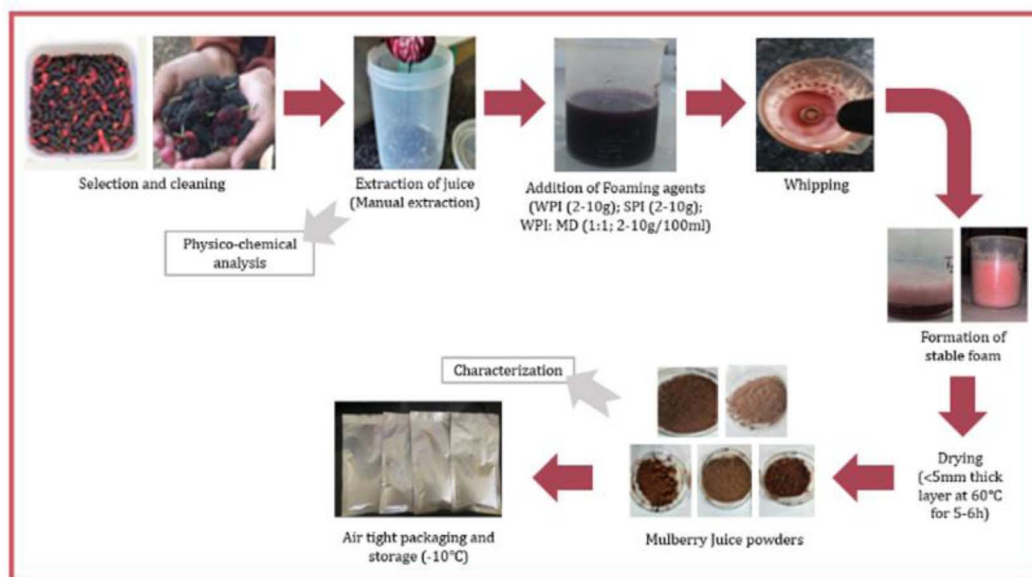 Selection and cleaning
Extraction of juice
(Manual extraction)
Addition of Foaming agents
(WPI (2-10g); SPI (2-10g);
WPI: MD (1:1; 2-10g/100ml)
Whipping
Physico-chemical
analysis
Formation of
stable foam
Drying
(<5mm thick
layer at 60°C
for 5-6h)
Mulberry Juice powders
Characterization
Air tight packaging and
storage (-10°C)